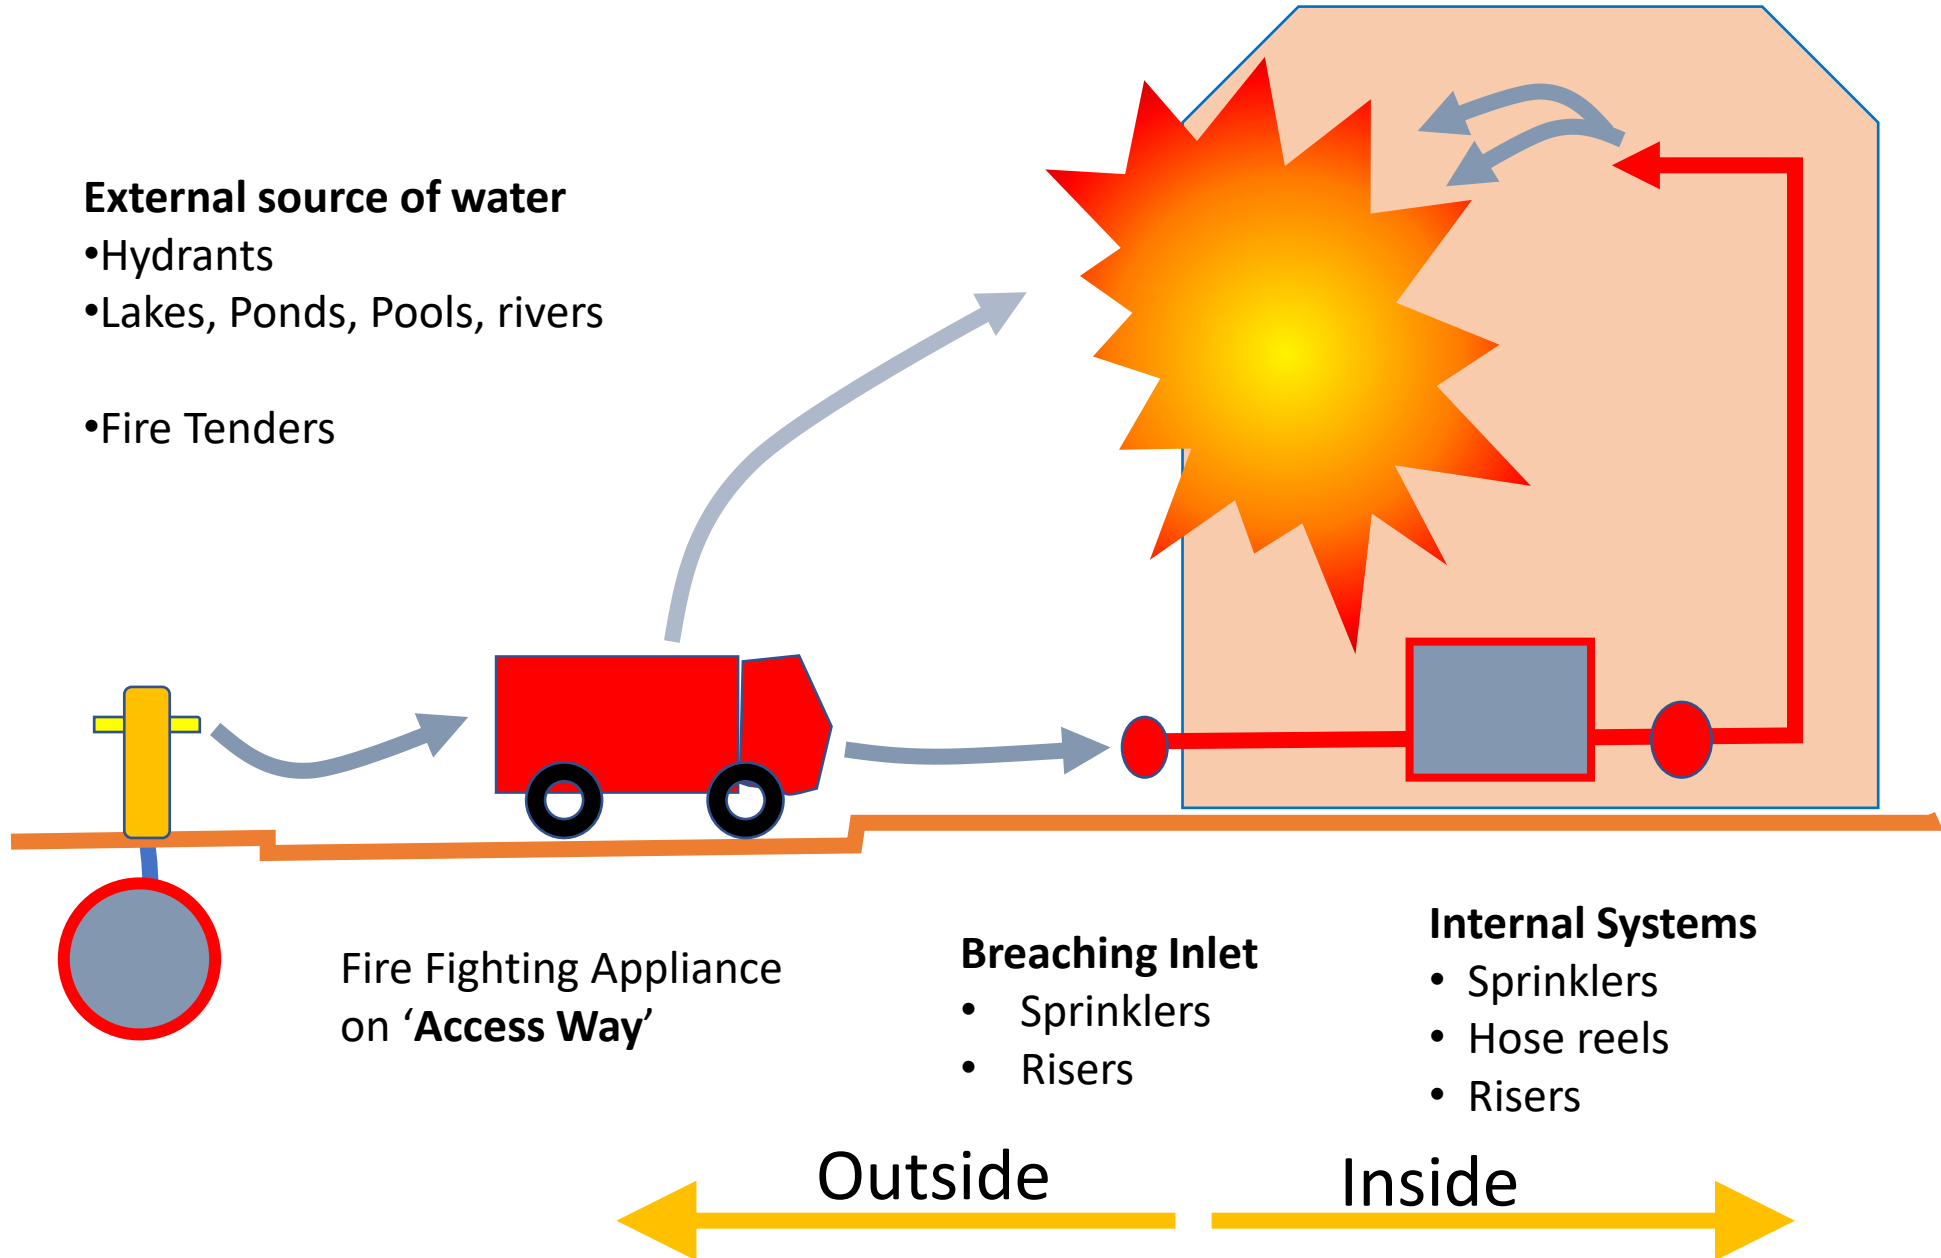 External source of water
•Hydrants
•Lakes, Ponds, Pools, rivers
•Fire Tenders
Fire Fighting Appliance
on ‘Access Way’
Breaching Inlet
• Sprinklers
• Risers
Internal Systems
• Sprinklers
• Hose reels
• Risers
Outside
Inside